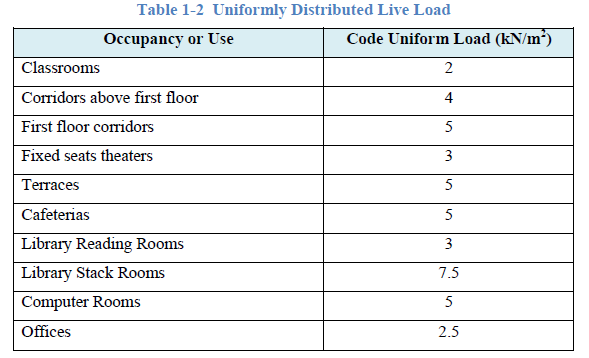 Table 1-2 Uniformly Distributed Live Load
Occupancy or Use Code Uniform Load (kN/m²)
Classrooms 2
Corridors above first floor 4
First floor corridors 5
Fixed seats theaters 3
Terraces 5
Cafeterias 5
Library Reading Rooms 3
Library Stack Rooms 7.5
Computer Rooms 5
Offices 2.5